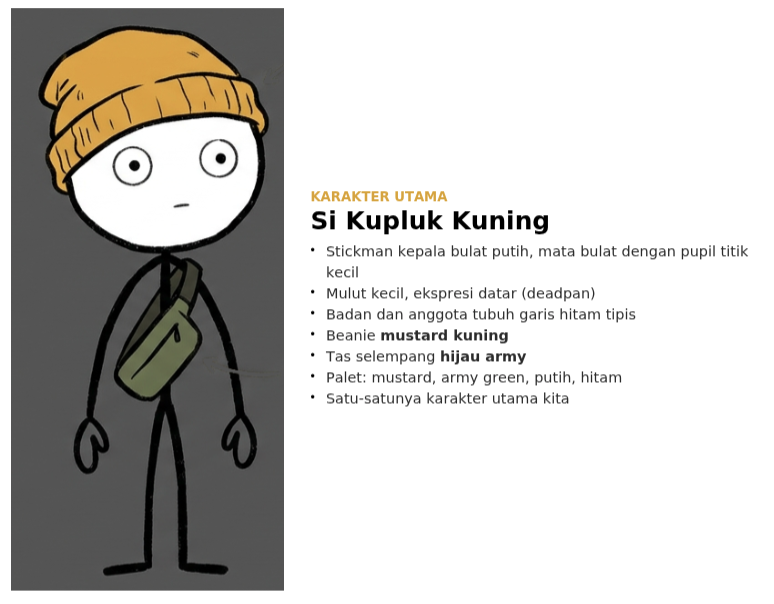 KARAKTER UTAMA
Si Kupluk Kuning
• Stickman kepala bulat putih, mata bulat dengan pupil titik
kecil
• Mulut kecil, ekspresi datar (deadpan)
• Badan dan anggota tubuh garis hitam tipis
• Beanie mustard kuning
• Tas selempang hijau army
• Palet: mustard, army green, putih, hitam
• Satu-satunya karakter utama kita